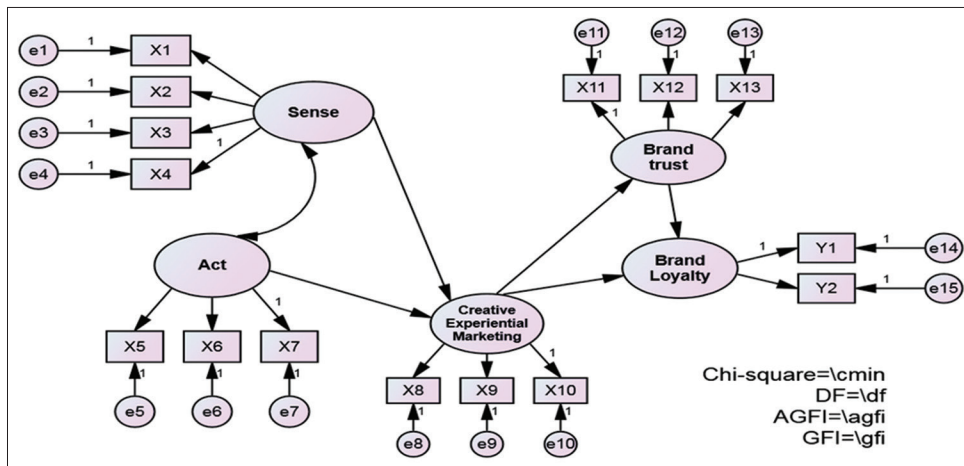 e1
1
X1
e2
1
X2
e3
1
X3
e4
1
X4
1
Sense
Act
1
X5
X6
X7
1
1
1
e5
e6
e7
Creative
Experiential
Marketing
1
X8
X9
X10
1
1
1
e8
e9
e10
e11
e12
e13
1
1
1
X11
X12
X13
Brand
trust
Brand
Loyalty
1
Y1
1
e14
Y2
1
e15
Chi-square=\cmin
DF=\df
AGFI=\agfi
GFI=\gfi